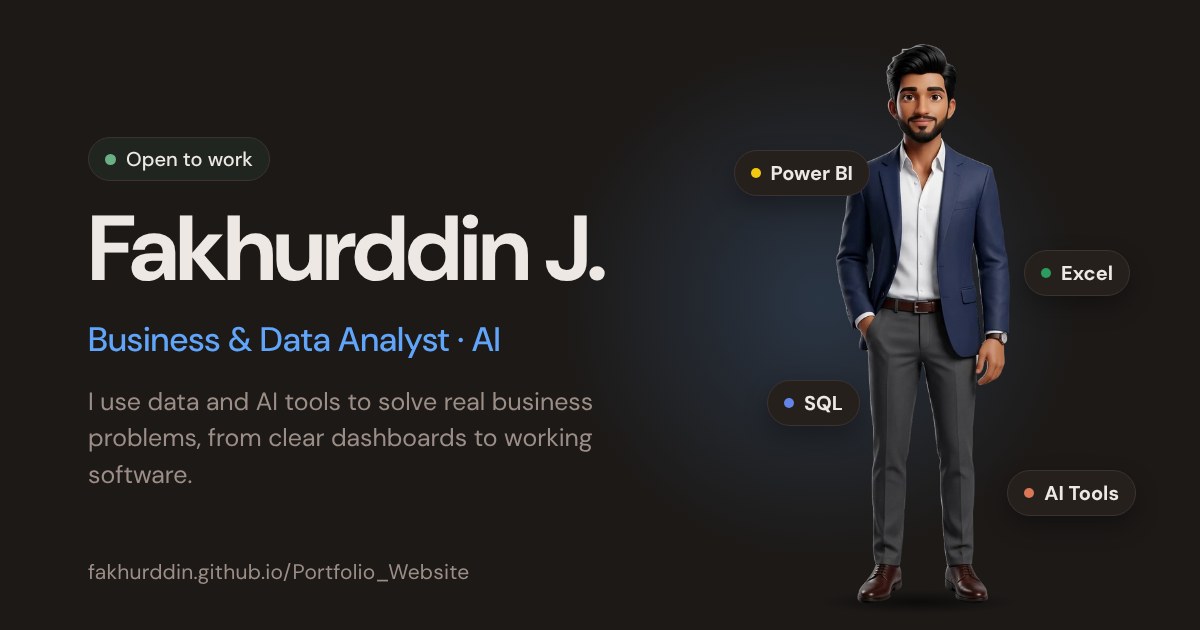 Open to work
Fakhurddin J.
Business & Data Analyst · AI
I use data and AI tools to solve real business
problems, from clear dashboards to working
software.
fakhurddin.github.io/Portfolio_Website
Power BI
Excel
SQL
AI Tools